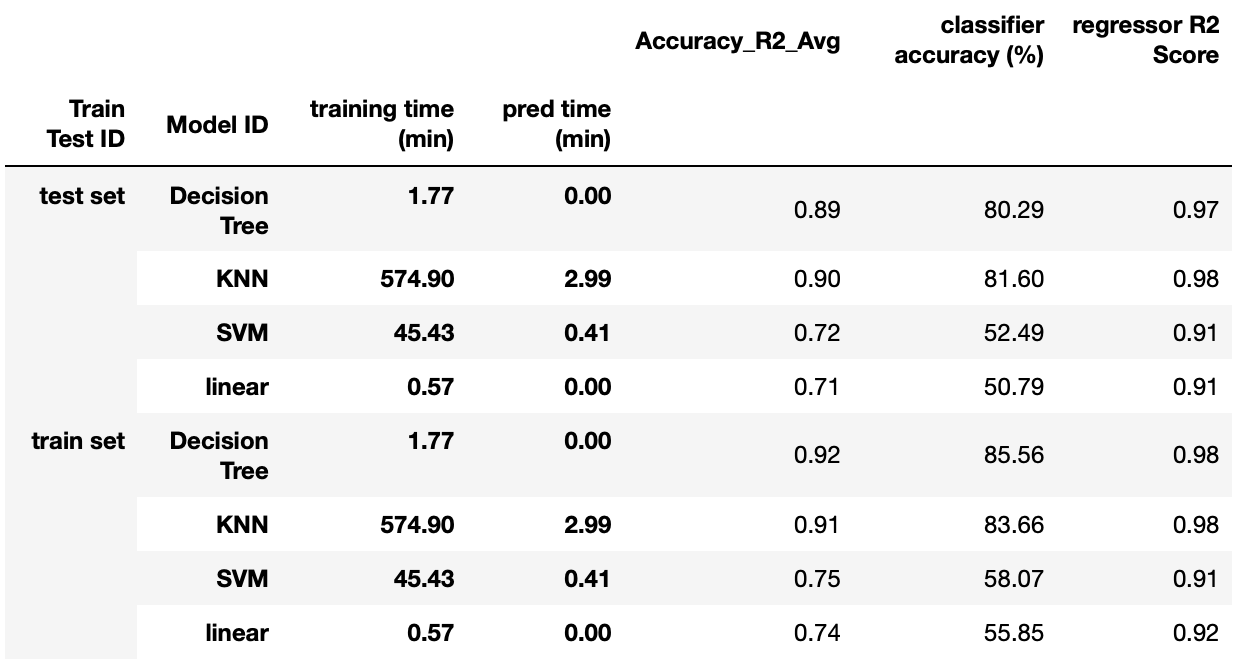 Accuracy_R2_Avg classifier accuracy (%) regressor R2 Score
Train Test ID Model ID training time (min) pred time (min)
test set Decision Tree 1.77 0.00 0.89 80.29 0.97
KNN 574.90 2.99 0.90 81.60 0.98
SVM 45.43 0.41 0.72 52.49 0.91
linear 0.57 0.00 0.71 50.79 0.91
train set Decision Tree 1.77 0.00 0.92 85.56 0.98
KNN 574.90 2.99 0.91 83.66 0.98
SVM 45.43 0.41 0.75 58.07 0.91
linear 0.57 0.00 0.74 55.85 0.92